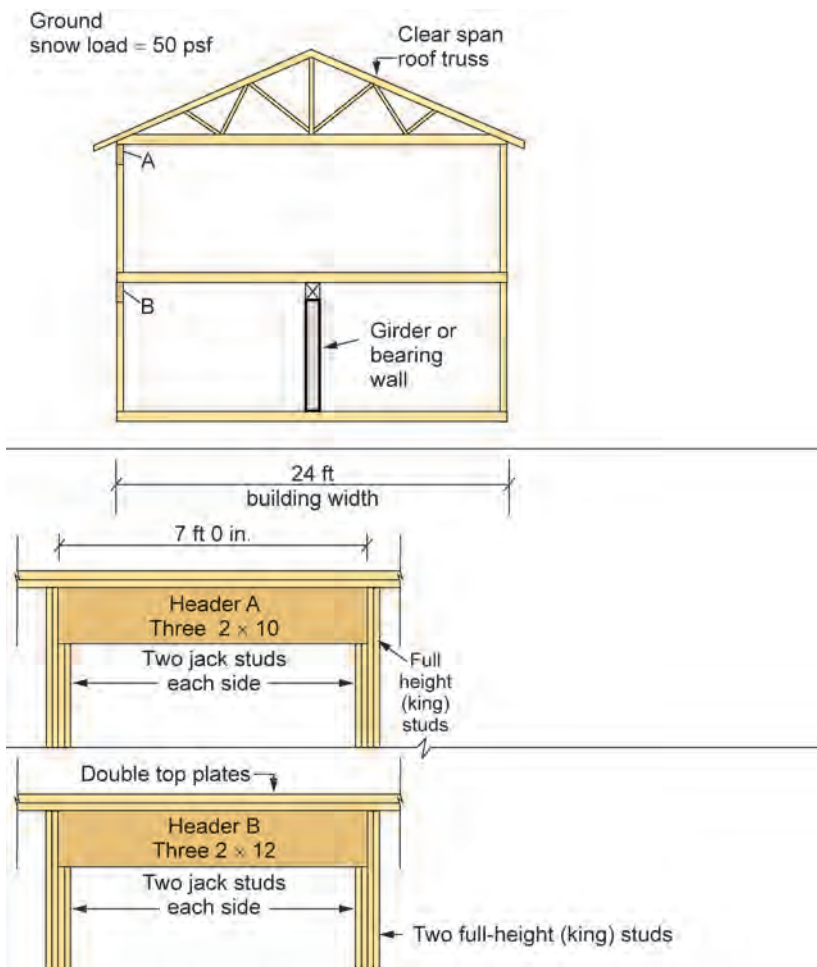 Ground
snow load = 50 psf
Clear span
roof truss
A
B
Girder or
bearing
wall
24 ft
building width
7 ft 0 in.
Header A
Three 2 × 10
Two jack studs
each side
Full
height
(king)
studs
Double top plates
Header B
Three 2 × 12
Two jack studs
each side
Two full-height (king) studs